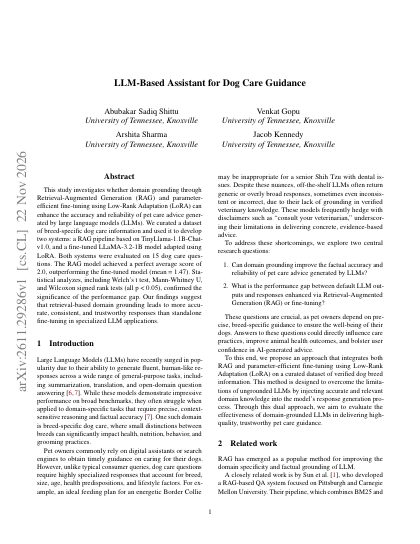 arXiv:2611.29286v1 [cs.CL] 22 Nov 2026
LLM-Based Assistant for Dog Care Guidance
Abubakar Sadiq Shittu
University of Tennessee, Knoxville
Venkat Gopu
University of Tennessee, Knoxville
Arshita Sharma
University of Tennessee, Knoxville
Jacob Kennedy
University of Tennessee, Knoxville
Abstract
This study investigates whether domain grounding through
Retrieval-Augmented Generation (RAG) and parameter-
efficient fine-tuning using Low-Rank Adaptation (LoRA) can
enhance the accuracy and reliability of pet care advice gener-
ated by large language models (LLMs). We curated a dataset
of breed-specific dog care information and used it to develop
two systems: a RAG pipeline based on TinyLlama-1.1B-Chat-
v1.0, and a fine-tuned LLaMA-3.2-1B model adapted using
LoRA. Both systems were evaluated on 15 dog care ques-
tions. The RAG model achieved a perfect average score of
2.0, outperforming the fine-tuned model (mean = 1.47). Sta-
tistical analyses, including Welch's t-test, Mann-Whitney U,
and Wilcoxon signed rank tests (all p < 0.05), confirmed the
significance of the performance gap. Our findings suggest
that retrieval-based domain grounding leads to more accu-
rate, consistent, and trustworthy responses than standalone
fine-tuning in specialized LLM applications.
1 Introduction
Large Language Models (LLMs) have recently surged in pop-
ularity due to their ability to generate fluent, human-like re-
sponses across a wide range of general-purpose tasks, includ-
ing summarization, translation, and open-domain question
answering [6,7]. While these models demonstrate impressive
performance on broad benchmarks, they often struggle when
applied to domain-specific tasks that require precise, context-
sensitive reasoning and factual accuracy [7]. One such domain
is breed-specific dog care, where small distinctions between
breeds can significantly impact health, nutrition, behavior, and
grooming practices.
Pet owners commonly rely on digital assistants or search
engines to obtain timely guidance on caring for their dogs.
However, unlike typical consumer queries, dog care questions
require highly specialized responses that account for breed,
size, age, health predispositions, and lifestyle factors. For ex-
ample, an ideal feeding plan for an energetic Border Collie
may be inappropriate for a senior Shih Tzu with dental is-
sues. Despite these nuances, off-the-shelf LLMs often return
generic or overly broad responses, sometimes even inconsis-
tent or incorrect, due to their lack of grounding in verified
veterinary knowledge. These models frequently hedge with
disclaimers such as "consult your veterinarian," underscor-
ing their limitations in delivering concrete, evidence-based
advice.
To address these shortcomings, we explore two central
research questions:
1. Can domain grounding improve the factual accuracy and
reliability of pet care advice generated by LLMs?
2. What is the performance gap between default LLM out-
puts and responses enhanced via Retrieval-Augmented
Generation (RAG) or fine-tuning?
These questions are crucial, as pet owners depend on pre-
cise, breed-specific guidance to ensure the well-being of their
dogs. Answers to these questions could directly influence care
practices, improve animal health outcomes, and bolster user
confidence in AI-generated advice.
To this end, we propose an approach that integrates both
RAG and parameter-efficient fine-tuning using Low-Rank
Adaptation (LoRA) on a curated dataset of verified dog breed
information. This method is designed to overcome the limita-
tions of ungrounded LLMs by injecting accurate and relevant
domain knowledge into the model's response generation pro-
cess. Through this dual approach, we aim to evaluate the
effectiveness of domain-grounded LLMs in delivering high-
quality, trustworthy pet care guidance.
2 Related work
RAG has emerged as a popular method for improving the
domain specificity and factual grounding of LLM.
A closely related work is by Sun et al. [1], who developed
a RAG-based QA system focused on Pittsburgh and Carnegie
Mellon University. Their pipeline, which combines BM25 and
1